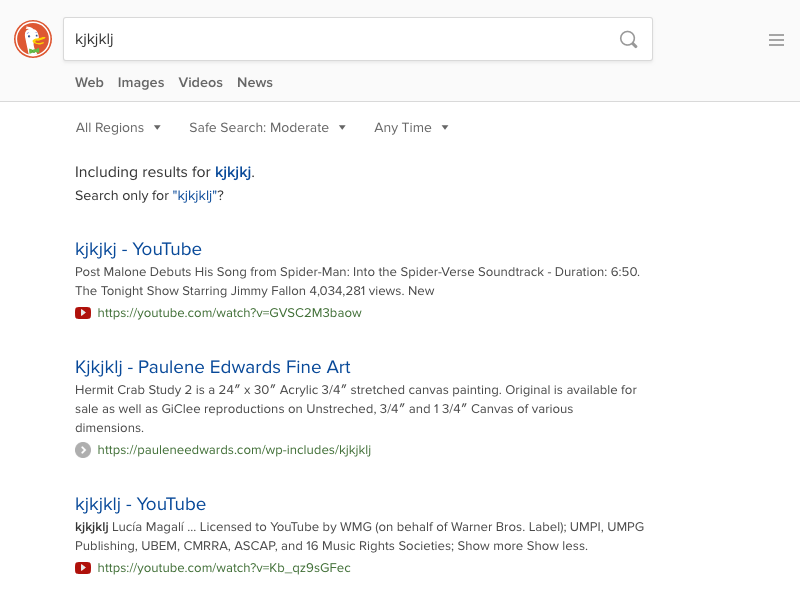 kjkjklj
Web Images Videos News
All Regions Safe Search: Moderate Any Time
Including results for kjkjkj.
Search only for "kjkjklj"?
kjkjkj - YouTube
Post Malone Debuts His Song from Spider-Man: Into the Spider-Verse Soundtrack - Duration: 6:50.
The Tonight Show Starring Jimmy Fallon 4,034,281 views. New
https://youtube.com/watch?v=GVSC2M3baow
Kjkjklj - Paulene Edwards Fine Art
Hermit Crab Study 2 is a 24″ x 30″ Acrylic 3/4″ stretched canvas painting. Original is available for
sale as well as GiClee reproductions on Unstreched, 3/4″ and 1 3/4″ Canvas of various
dimensions.
https://pauleneedwards.com/wp-includes/kjkjklj
kjkjklj - YouTube
kjkjklj Lucía Magalí ... Licensed to YouTube by WMG (on behalf of Warner Bros. Label); UMPI, UMPG
Publishing, UBEM, CMRRA, ASCAP, and 16 Music Rights Societies; Show more Show less.
https://youtube.com/watch?v=Kb_qz9sGFec